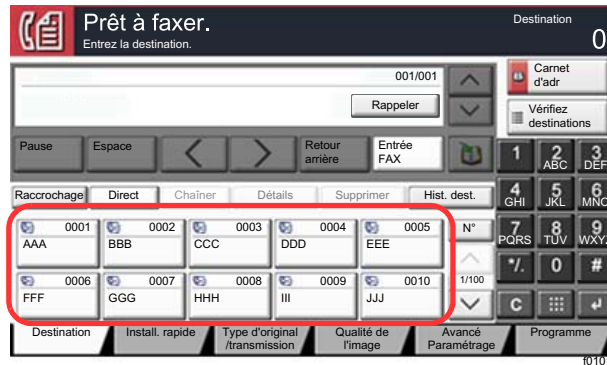 Prêt à faxer.
Entrez la destination.
Destination
0
001/001
Rappeler
Carnet
d'adr
Vérifiez
destinations
Pause
Espace
Retour
arrière
Entrée
FAX
1
2
ABC
3
DEF
Raccrochage
Direct
Chaîner
Détails
Supprimer
Hist. dest.
4
GHI
5
JKL
6
MNO
0001
AAA
0002
BBB
0003
CCC
0004
DDD
0005
EEE
N°
7
PQRS
8
TUV
9
WXYZ
0006
FFF
0007
GGG
0008
HHH
0009
III
0010
JJJ
1/100
*/.
0
#
C
Destination
Install. rapide
Type d'original
/transmission
Qualité de
l'image
Avancé
Paramétrage
Programme
f010